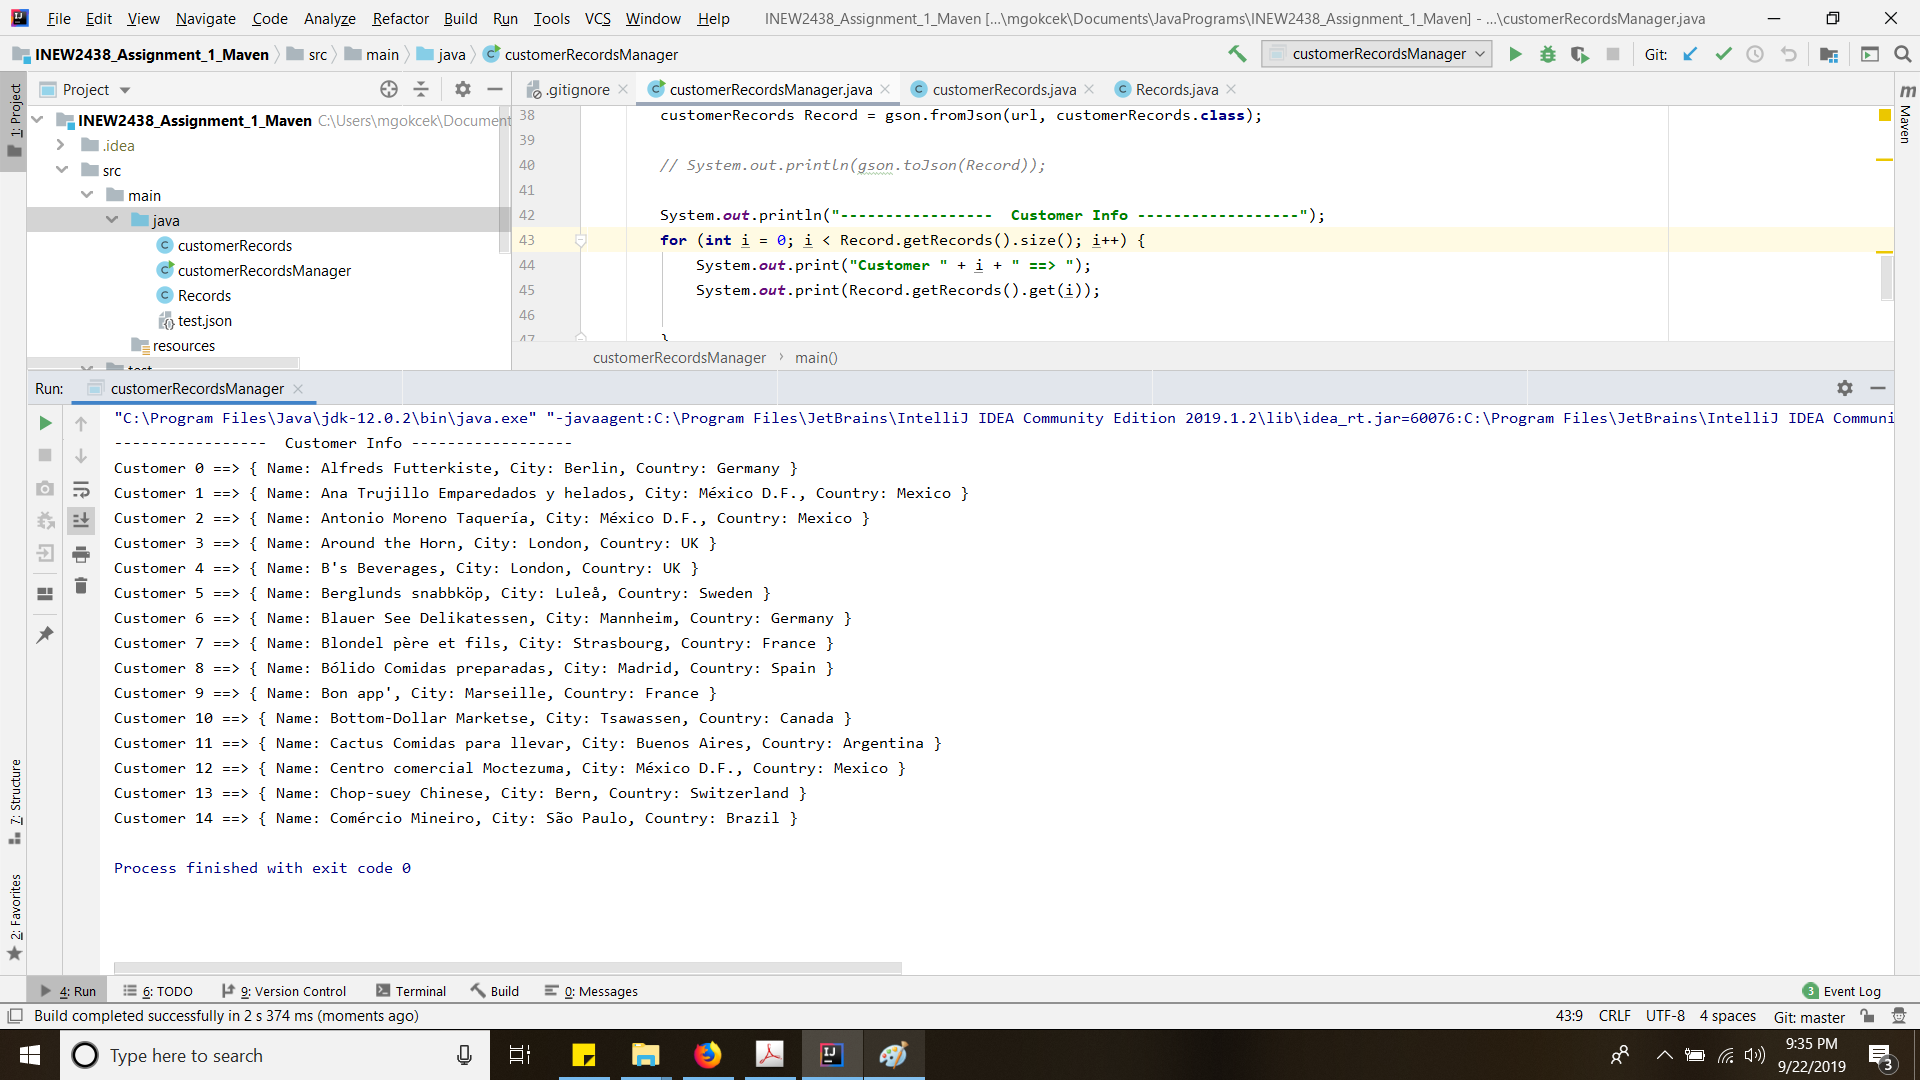 File Edit View Navigate Code Analyze Refactor Build Run Tools VCS Window Help INEW2438_Assignment_1_Maven [...\mgokcek\Documents\JavaPrograms\INEW2438_Assignment_1_Maven] - ...\customerRecordsManager.java
INEW2438_Assignment_1_Maven src main java customerRecordsManager customerRecordsManager Git:
Project .gitignore customerRecordsManager.java customerRecords.java Records.java
1: Project
Maven
INEW2438_Assignment_1_Maven C:\Users\mgokcek\Document
.idea
src
main
java
customerRecords
customerRecordsManager
Records
test.json
resources
test
38 customerRecords Record = gson.fromJson(url, customerRecords.class);
39
40 // System.out.println(gson.toJson(Record));
41
42 System.out.println("----------------- Customer Info ------------------");
43 for (int i = 0; i < Record.getRecords().size(); i++) {
44 System.out.print("Customer " + i + " ==> ");
45 System.out.print(Record.getRecords().get(i));
46
47 }
customerRecordsManager › main()
Run: customerRecordsManager
"C:\Program Files\Java\jdk-12.0.2\bin\java.exe" "-javaagent:C:\Program Files\JetBrains\IntelliJ IDEA Community Edition 2019.1.2\lib\idea_rt.jar=60076:C:\Program Files\JetBrains\IntelliJ IDEA Communi
----------------- Customer Info ------------------
Customer 0 ==> { Name: Alfreds Futterkiste, City: Berlin, Country: Germany }
Customer 1 ==> { Name: Ana Trujillo Emparedados y helados, City: México D.F., Country: Mexico }
Customer 2 ==> { Name: Antonio Moreno Taquería, City: México D.F., Country: Mexico }
Customer 3 ==> { Name: Around the Horn, City: London, Country: UK }
Customer 4 ==> { Name: B's Beverages, City: London, Country: UK }
Customer 5 ==> { Name: Berglunds snabbköp, City: Luleå, Country: Sweden }
Customer 6 ==> { Name: Blauer See Delikatessen, City: Mannheim, Country: Germany }
Customer 7 ==> { Name: Blondel père et fils, City: Strasbourg, Country: France }
Customer 8 ==> { Name: Bólido Comidas preparadas, City: Madrid, Country: Spain }
Customer 9 ==> { Name: Bon app', City: Marseille, Country: France }
Customer 10 ==> { Name: Bottom-Dollar Marketse, City: Tsawassen, Country: Canada }
Customer 11 ==> { Name: Cactus Comidas para llevar, City: Buenos Aires, Country: Argentina }
Customer 12 ==> { Name: Centro comercial Moctezuma, City: México D.F., Country: Mexico }
Customer 13 ==> { Name: Chop-suey Chinese, City: Bern, Country: Switzerland }
Customer 14 ==> { Name: Comércio Mineiro, City: São Paulo, Country: Brazil }
Process finished with exit code 0
7: Structure
2: Favorites
4: Run 6: TODO 9: Version Control Terminal Build 0: Messages 3 Event Log
Build completed successfully in 2 s 374 ms (moments ago) 43:9 CRLF UTF-8 4 spaces Git: master
Type here to search
9:35 PM
9/22/2019
3